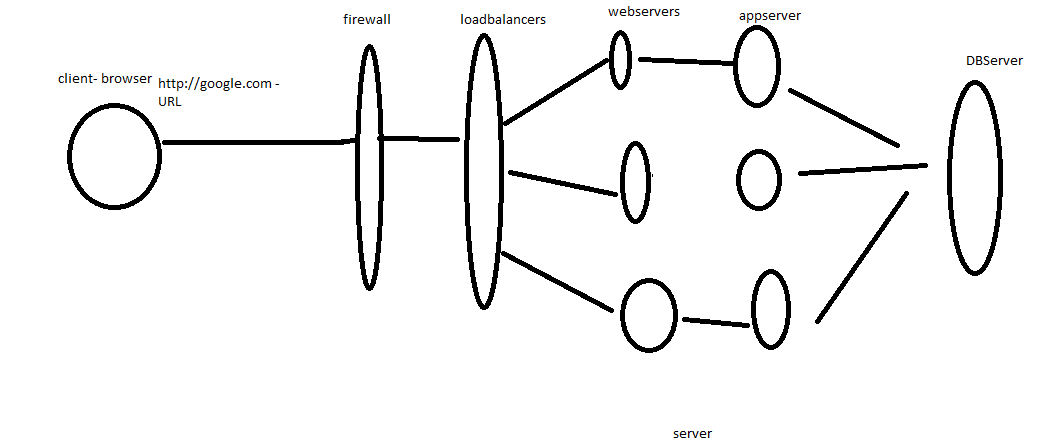 firewall
loadbalancers
webservers
appserver
client- browser
http://google.com -
URL
DBServer
server